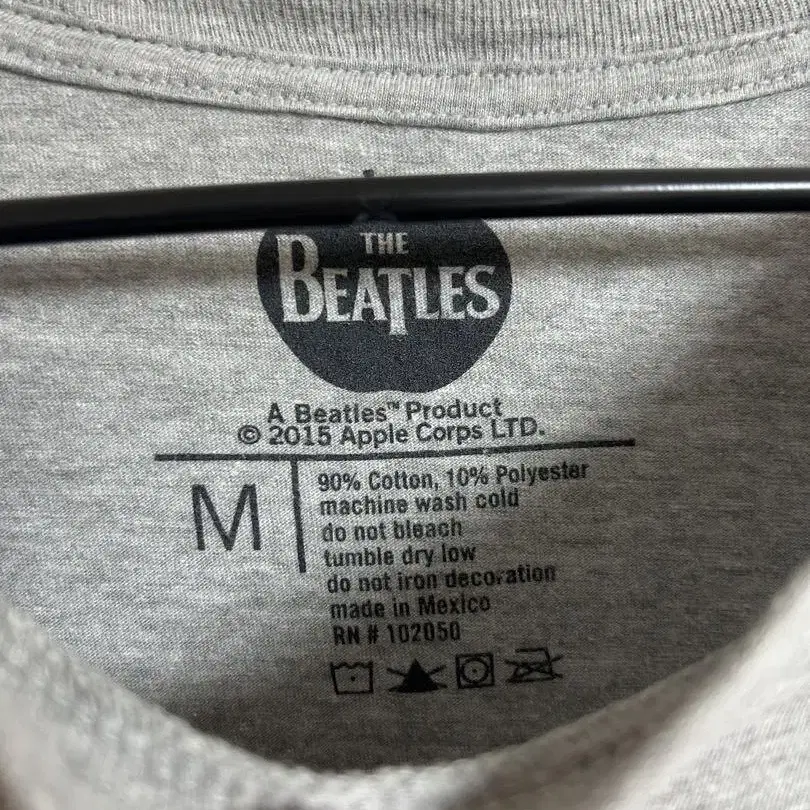 THE
BEATLES
A Beatles™ Product
© 2015 Apple Corps LTD.
M
90% Cotton, 10% Polyester
machine wash cold
do not bleach
tumble dry low
do not iron decoration
made in Mexico
RN # 102050